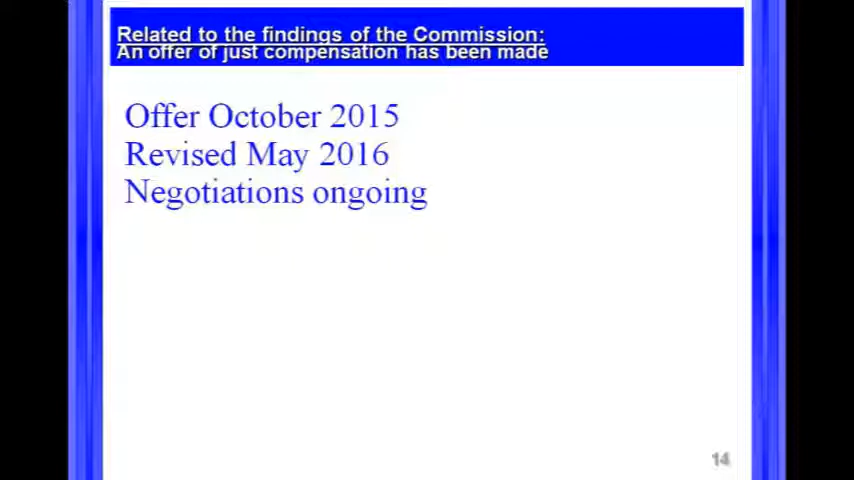 Related to the findings of the Commission:
An offer of just compensation has been made
Offer October 2015
Revised May 2016
Negotiations ongoing
14